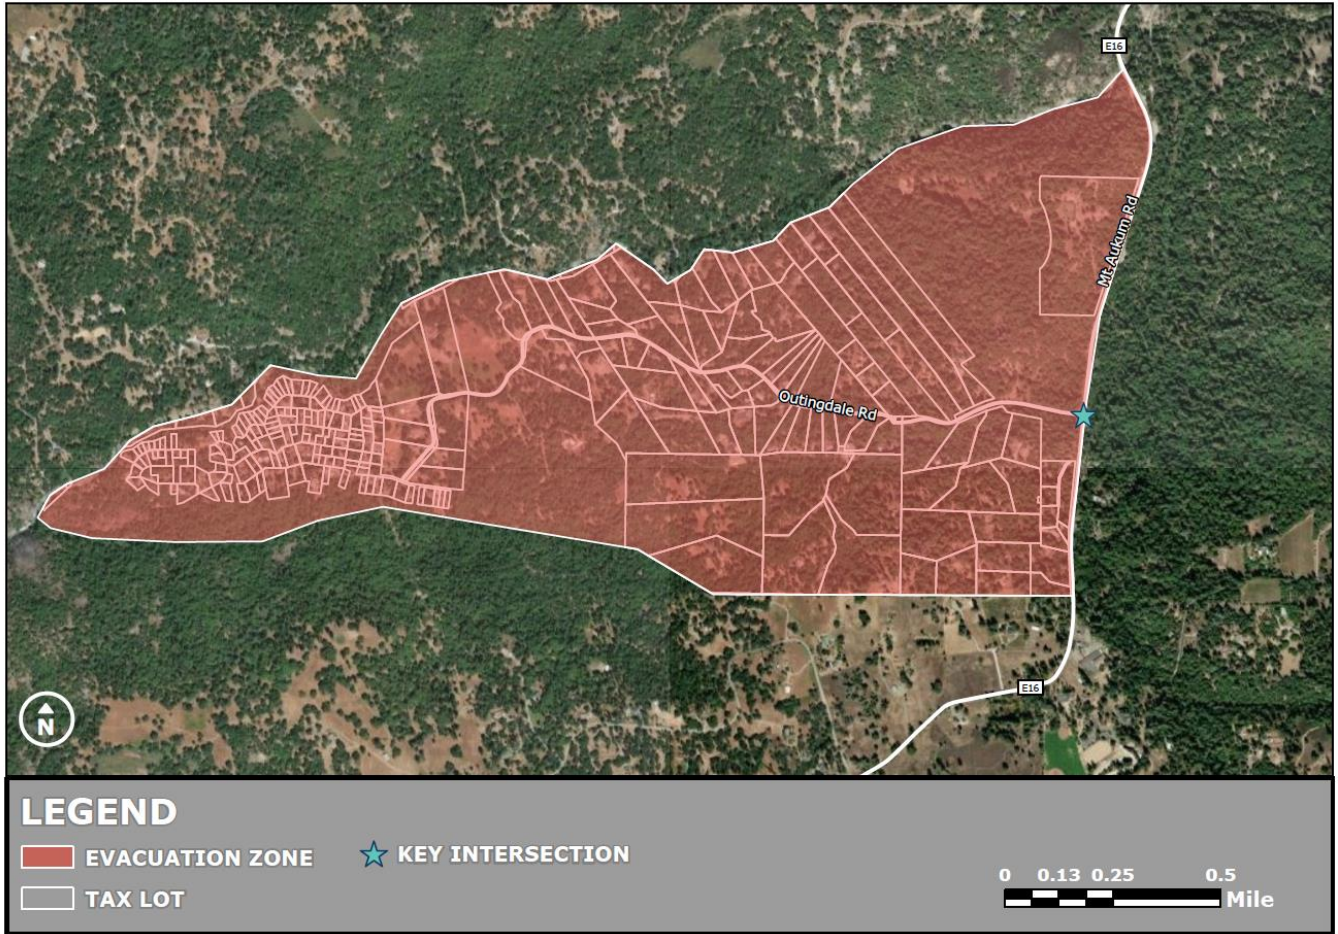 E16
Mt Aukum Rd
Outingdale Rd
E16
N
LEGEND
EVACUATION ZONE
KEY INTERSECTION
TAX LOT
0 0.13 0.25 0.5
Mile